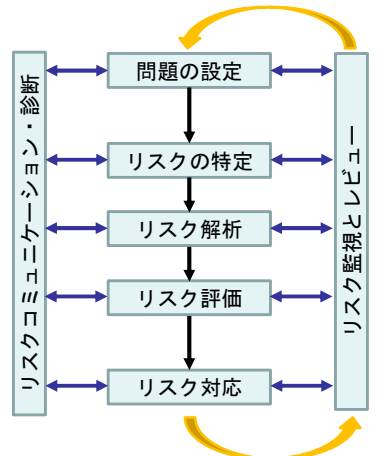 問題の設定
リスクの特定
リスク解析
リスク評価
リスク対応
リスクコミュニケーション・診断
リスク監視とレビュー